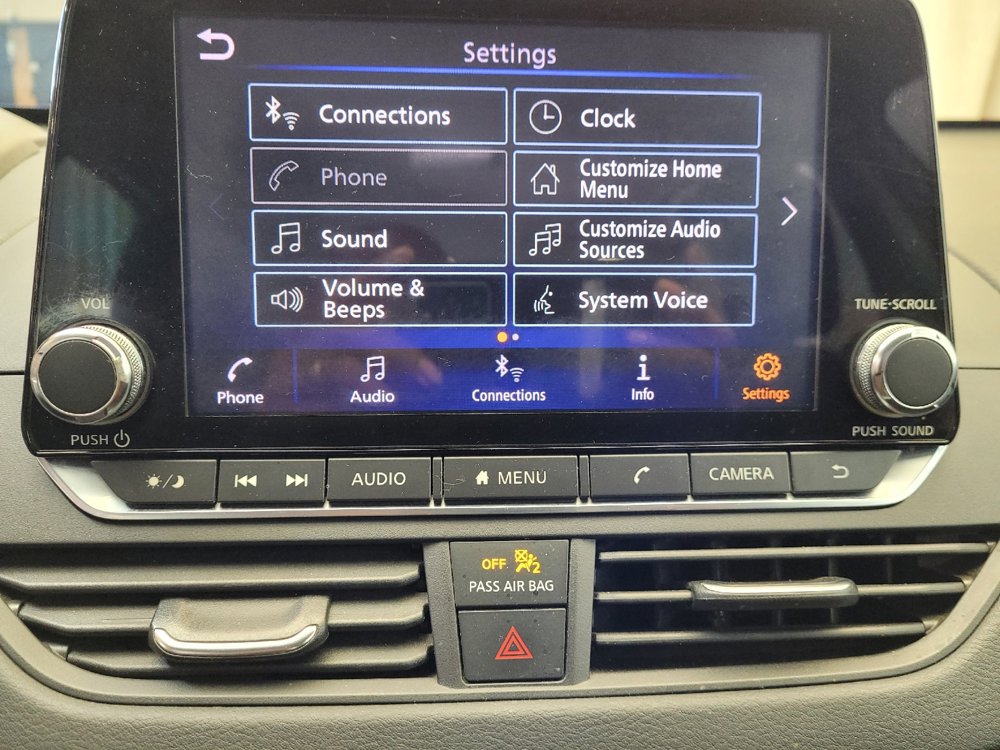 Settings
Connections
Clock
Phone
Customize Home
Menu
Sound
Customize Audio
Sources
Volume &
Beeps
System Voice
VOL
TUNE·SCROLL
Phone
Audio
Connections
Info
Settings
PUSH
PUSH SOUND
AUDIO
MENU
CAMERA
OFF 2
PASS AIR BAG